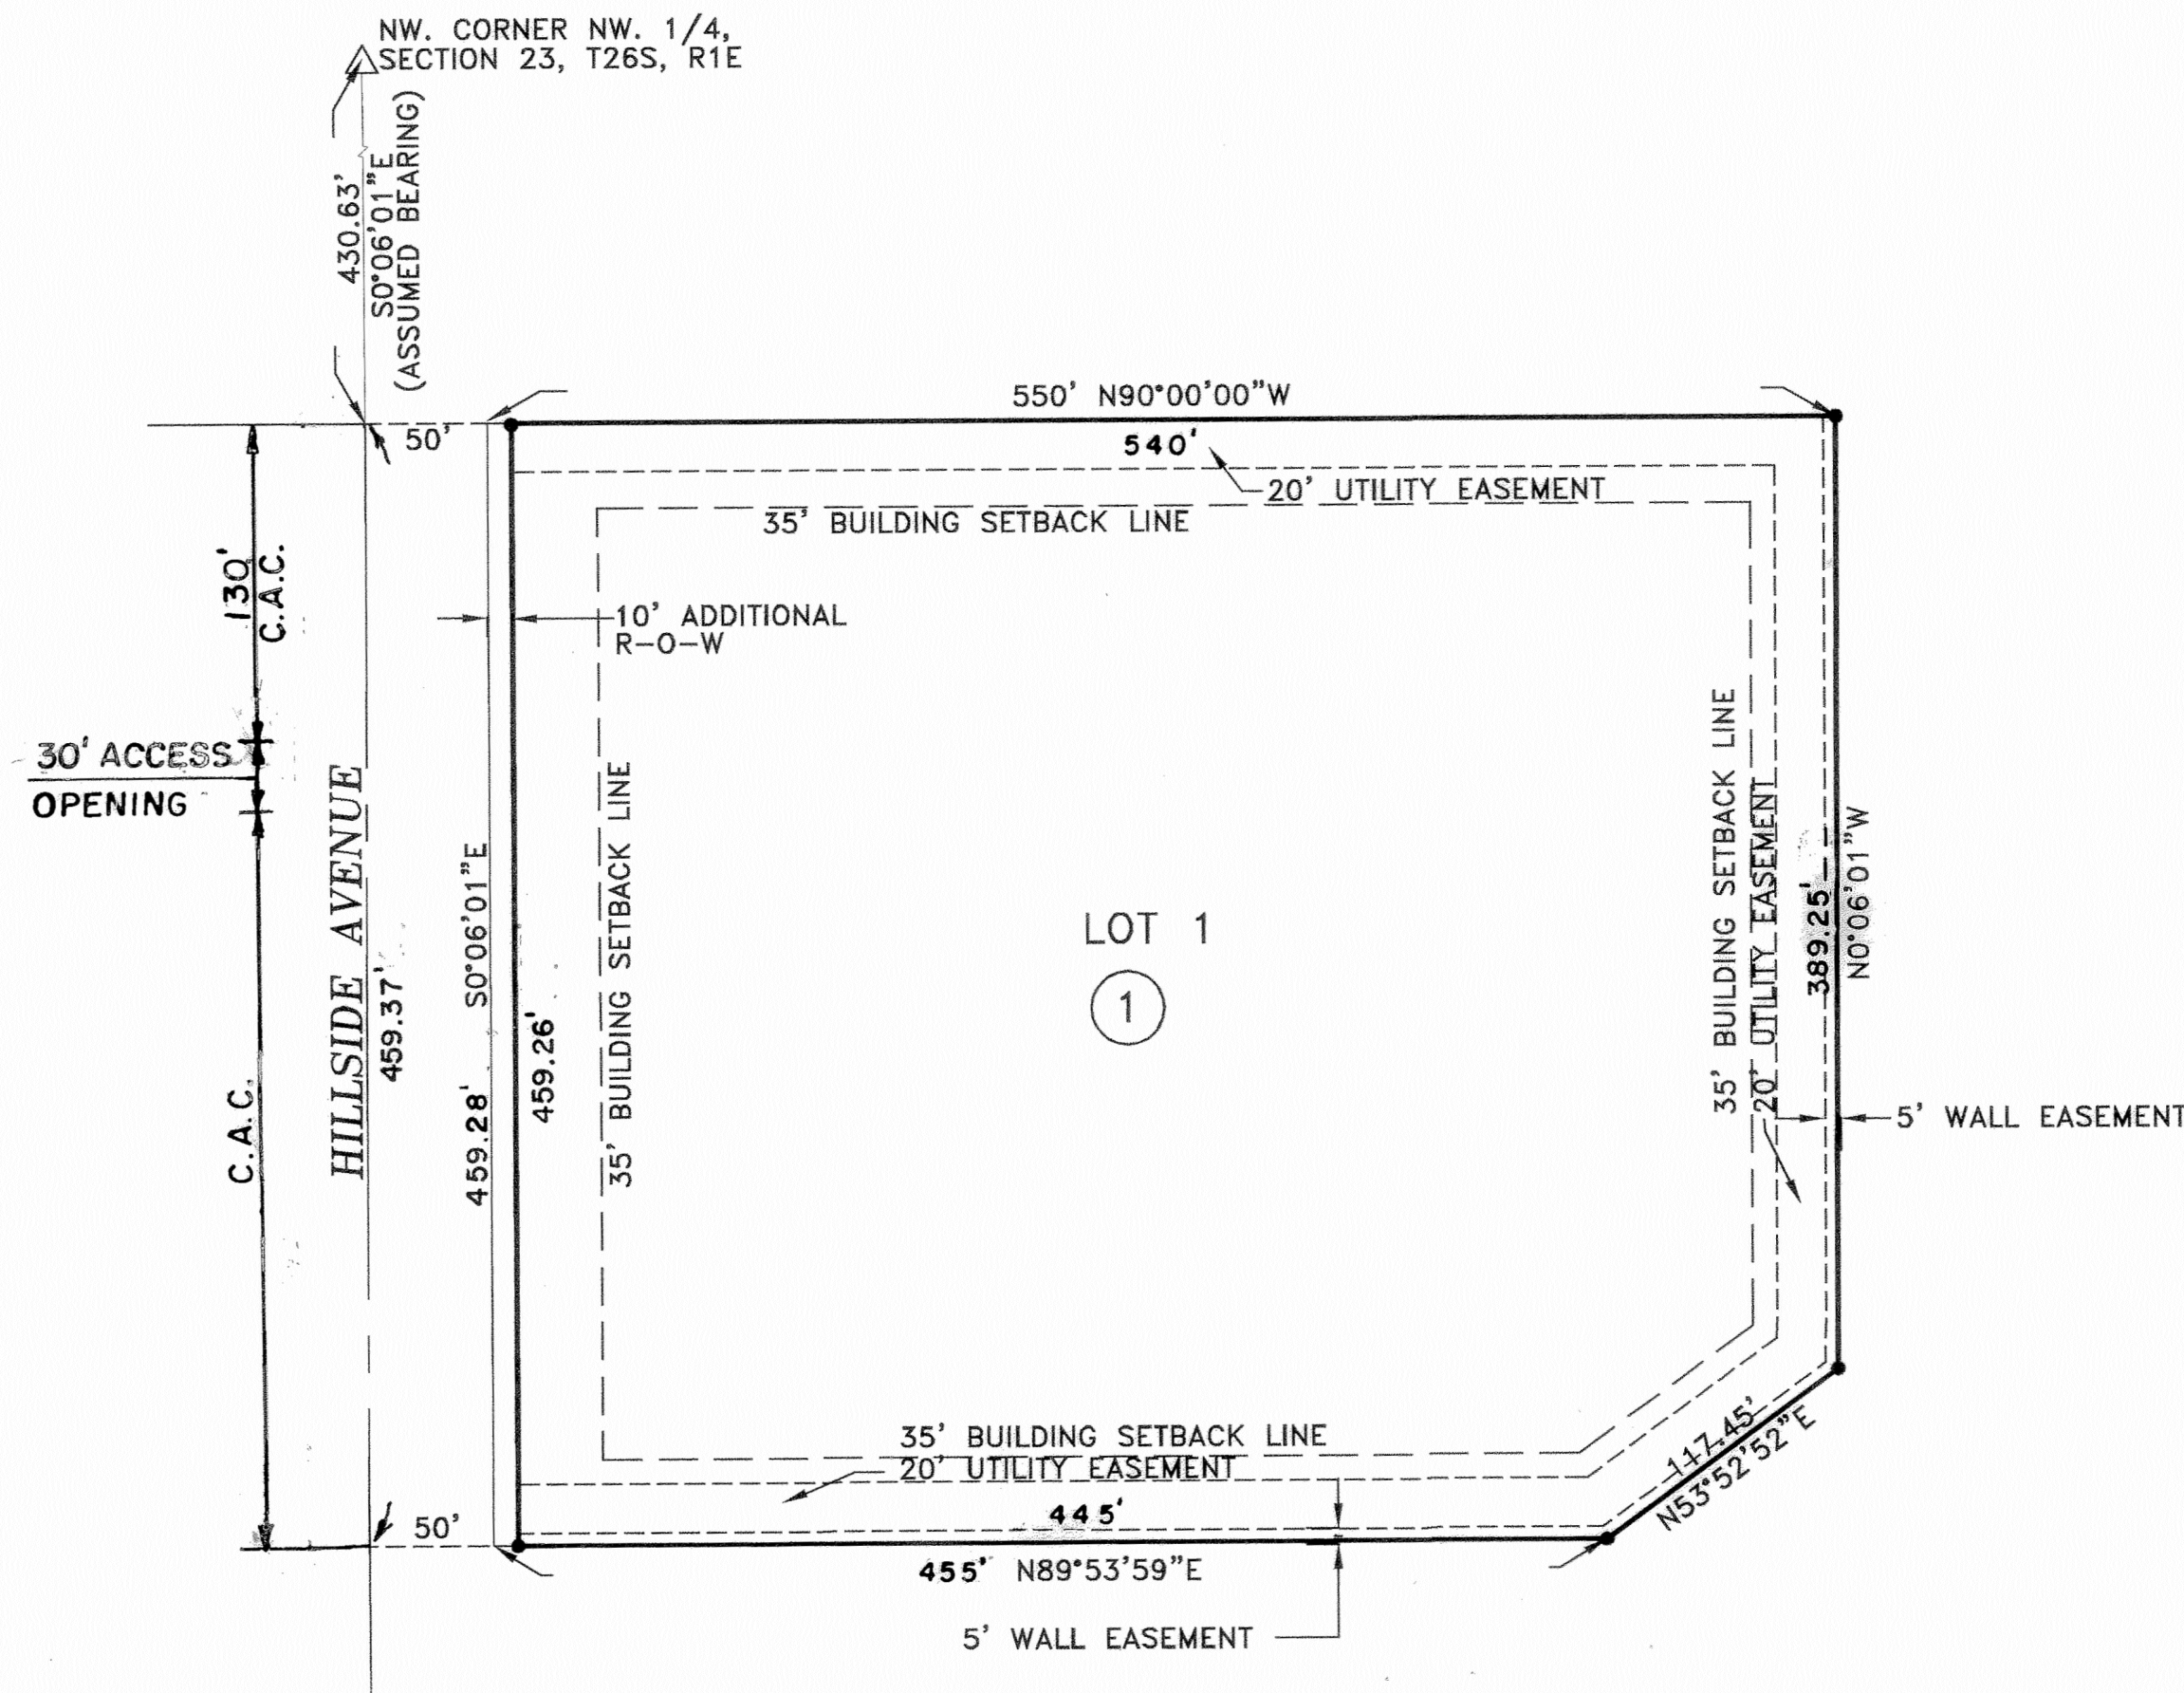 NW. CORNER NW. 1/4,
SECTION 23, T26S, R1E
430.63'
S0°06'01"E
(ASSUMED BEARING)
550' N90°00'00"W
50'
540'
20' UTILITY EASEMENT
35' BUILDING SETBACK LINE
130'
C.A.C.
10' ADDITIONAL
R-O-W
30' ACCESS
OPENING
HILLSIDE AVENUE
459.37'
S0°06'01"E
459.28'
459.26'
35' BUILDING SETBACK LINE
LOT 1
1
35' BUILDING SETBACK LINE
20' UTILITY EASEMENT
389.25'
N0°06'01"W
5' WALL EASEMENT
C.A.C.
35' BUILDING SETBACK LINE
20' UTILITY EASEMENT
117.45'
N53°52'52"E
445'
50'
455' N89°53'59"E
5' WALL EASEMENT